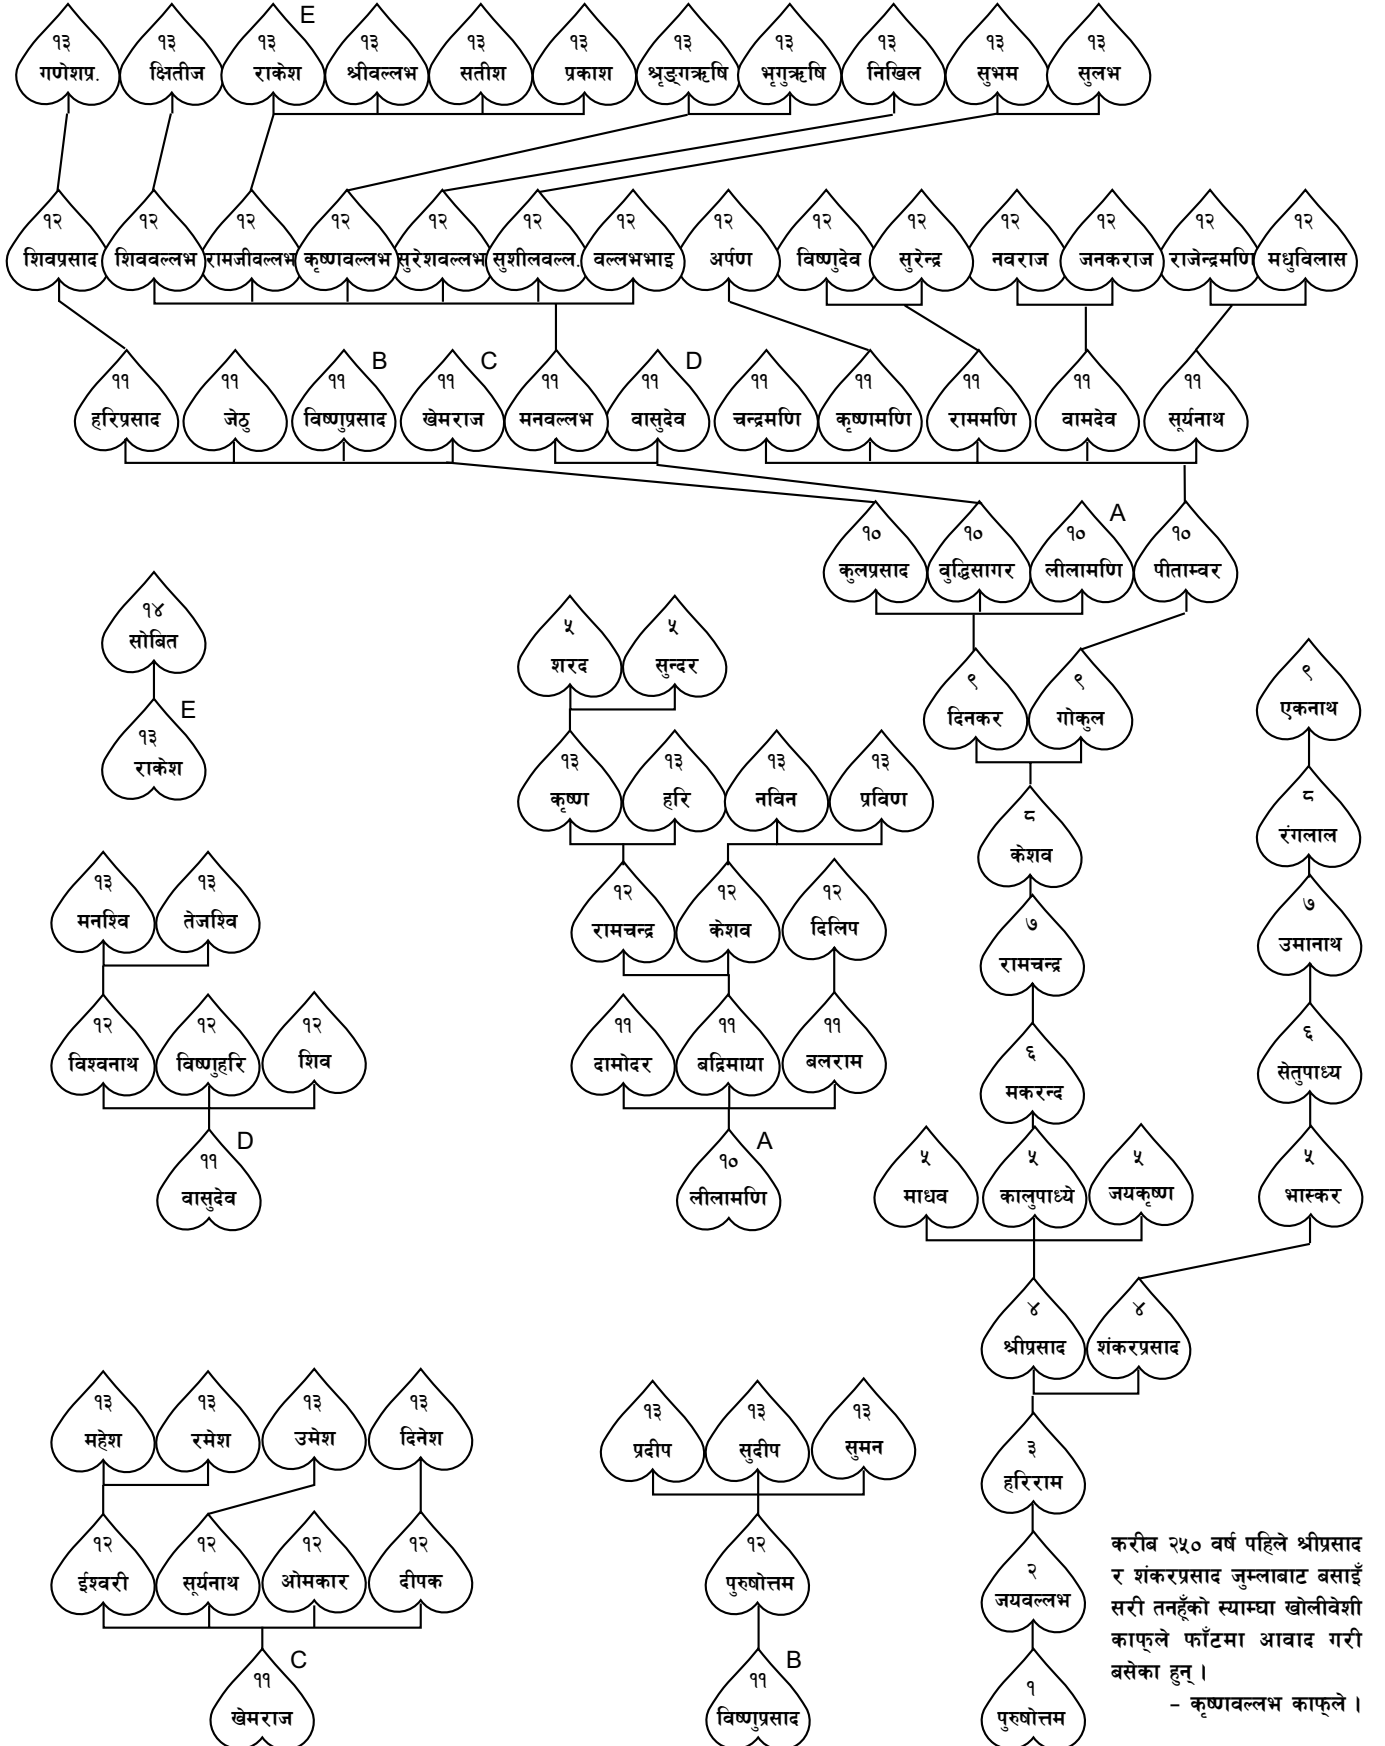 E
१३ १३ १३ १३ १३ १३ १३ १३ १३ १३ १३
गणेशप्र. क्षितीज राकेश श्रीवल्लभ सतीश प्रकाश श्रृङ्गऋषि भृगुऋषि निखिल सुभम सुलभ
१२ १२ १२ १२ १२ १२ १२ १२ १२ १२ १२ १२ १२ १२
शिवप्रसाद शिववल्लभ रामजीवल्लभ कृष्णवल्लभ सुरेशवल्लभ सुशीलवल्ल. वल्लभभाइ अर्पण विष्णुदेव सुरेन्द्र नवराज जनकराज राजेन्द्रमणि मधुविलास
B C D
११ ११ ११ ११ ११ ११ ११ ११ ११ ११ ११
हरिप्रसाद जेठु विष्णुप्रसाद खेमराज मनवल्लभ वासुदेव चन्द्रमणि कृष्णमणि राममणि वामदेव सूर्यनाथ
A
१० १० १० १०
कुलप्रसाद वुद्धिसागर लीलामणि पीताम्वर
१४
सोबित
E
१३
राकेश
५ ५
शरद सुन्दर
९ ९ ९
दिनकर गोकुल एकनाथ
१३ १३ १३ १३
कृष्ण हरि नविन प्रविण
८ ८
केशव रंगलाल
१३ १३
मनश्वि तेजश्वि
१२ १२ १२
रामचन्द्र केशव दिलिप
७ ७
रामचन्द्र उमानाथ
१२ १२ १२
विश्वनाथ विष्णुहरि शिव
११ ११ ११
दामोदर बद्रिमाया बलराम
६ ६
मकरन्द सेतुपाध्य
D
११
वासुदेव
A
१०
लीलामणि
५ ५ ५ ५
माधव कालुपाध्ये जयकृष्ण भास्कर
४ ४
श्रीप्रसाद शंकरप्रसाद
१३ १३ १३ १३
महेश रमेश उमेश दिनेश
१३ १३ १३
प्रदीप सुदीप सुमन
३
हरिराम
१२ १२ १२ १२
ईश्वरी सूर्यनाथ ओमकार दीपक
१२
पुरुषोत्तम
२
जयवल्लभ
C
११
खेमराज
B
११
विष्णुप्रसाद
१
पुरुषोत्तम
करीब २५० वर्ष पहिले श्रीप्रसाद
र शंकरप्रसाद जुम्लाबाट बसाइँ
सरी तनहूँको स्याम्घा खोलीवेशी
काफ्ले फाँटमा आवाद गरी
बसेका हुन् ।
– कृष्णवल्लभ काफ्ले ।